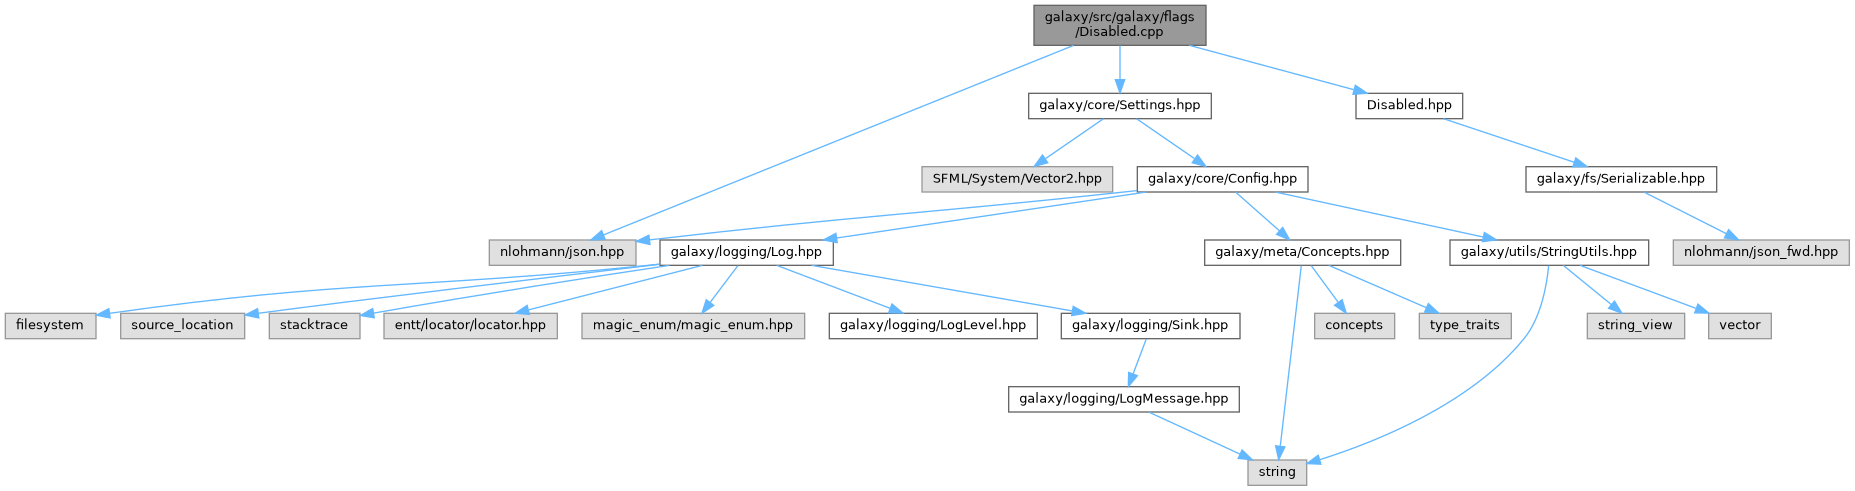 galaxy/src/galaxy/flags
/Disabled.cpp
galaxy/core/Settings.hpp
Disabled.hpp
SFML/System/Vector2.hpp
galaxy/core/Config.hpp
galaxy/fs/Serializable.hpp
nlohmann/json.hpp
galaxy/logging/Log.hpp
galaxy/meta/Concepts.hpp
galaxy/utils/StringUtils.hpp
nlohmann/json_fwd.hpp
filesystem
source_location
stacktrace
entt/locator/locator.hpp
magic_enum/magic_enum.hpp
galaxy/logging/LogLevel.hpp
galaxy/logging/Sink.hpp
concepts
type_traits
string_view
vector
galaxy/logging/LogMessage.hpp
string